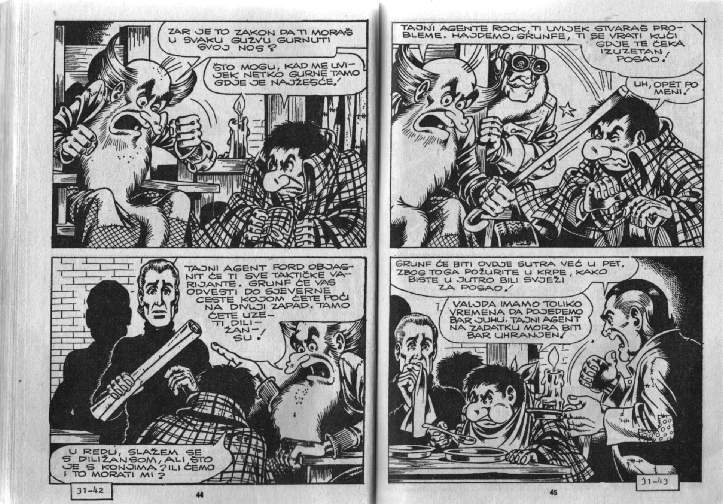 ZAR JE TO ZAKON DA TI MORAŠ
U SVAKU GUŽVU GURNUTI
SVOJ NOS?
ŠTO MOGU, KAD ME UVI-
JEK NETKO GURNE TAMO
GDJE JE NAJŽEŠĆE!
TAJNI AGENT FORD OBJAS-
NIT ĆE TI SVE TAKTIČKE VA-
RIJANTE. GRUNF ĆE VAS
ODVESTI DO SJEVERNE
CESTE KOJOM ĆETE POĆI
NA DIVLJI ZAPAD. TAMO
ĆETE UZE-
TI DILI-
ŽAN-
SU!
U REDU, SLAŽEM SE
S DILIŽANSOM, ALI ŠTO
JE S KONJIMA? ILI ĆEMO
I TO MORATI MI?
31-42
44
TAJNI AGENTE ROCK, TI UVIJEK STVARAŠ PRO-
BLEME. HAJDEMO, GRUNFE, TI SE VRATI KUĆI
GDJE TE ČEKA
IZUZETAN
POSAO!
UH, OPET PO
MENI!
GRUNF ĆE BITI OVDJE SUTRA VEĆ U PET.
ZBOG TOGA POŽURITE U KRPE, KAKO
BISTE U JUTRO BILI SVJEŽI
ZA POSAO.
VALJDA IMAMO TOLIKO
VREMENA DA POJEDEMO
BAR JUHU. TAJNI AGENT
NA ZADATKU MORA BITI
BAR UHRANJEN!
45
31-43